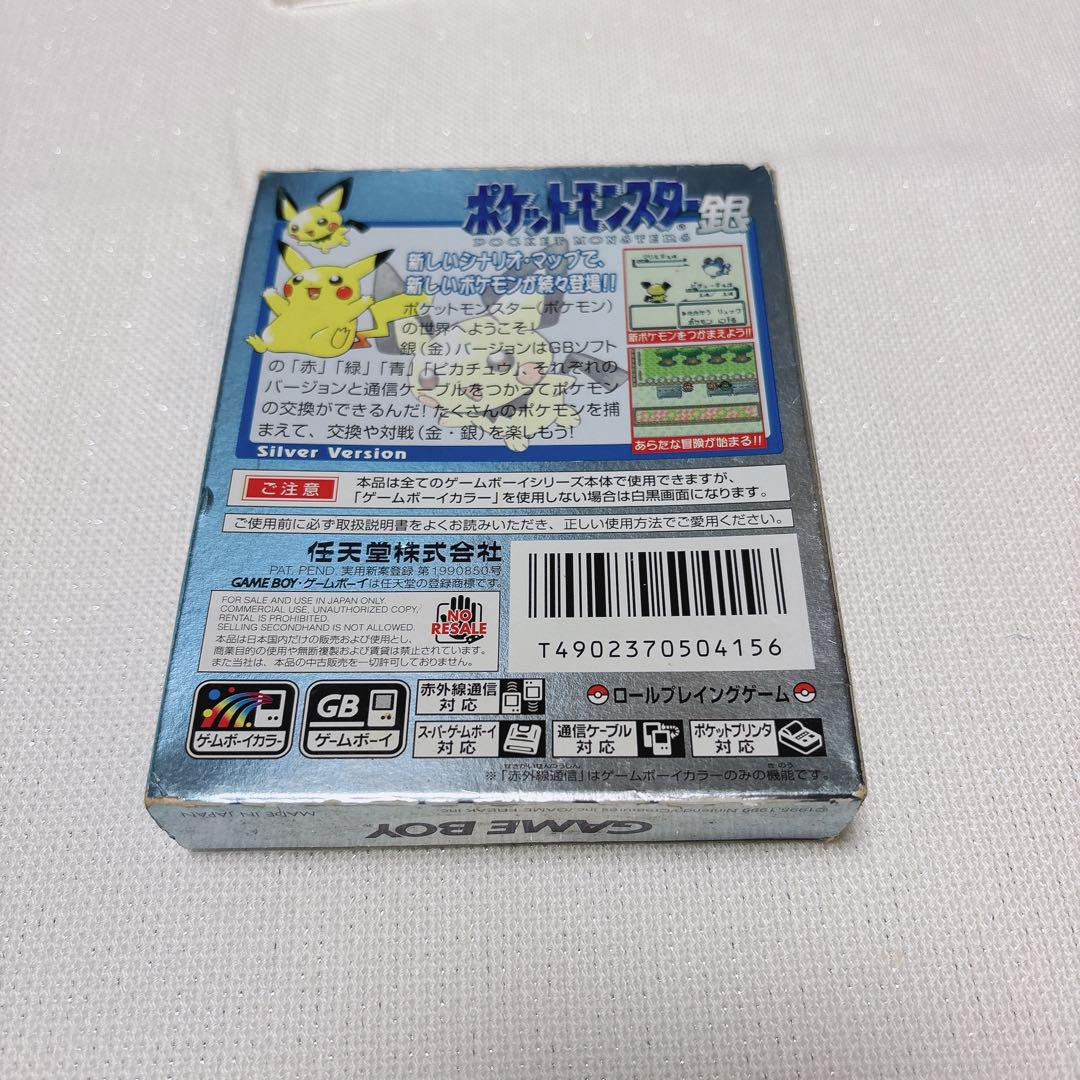 ポケットモンスター銀
POCKET MONSTERS
新しいシナリオ・マップで、
新しいポケモンが続々登場!!
ポケットモンスター(ポケモン)
の世界へようこそ!
銀(金)バージョンはGBソフト
の「赤」「緑」「青」「ピカチュウ」それぞれの
バージョンと通信ケーブルをつかってポケモン
の交換ができるんだ!たくさんのポケモンを捕
まえて、交換や対戦(金・銀)を楽しもう!
Silver Version
新ポケモンをつかまえよう!!
あらたな冒険が始まる!!
ご注意
本品は全てのゲームボーイシリーズ本体で使用できますが、
「ゲームボーイカラー」を使用しない場合は白黒画面になります。
ご使用前に必ず取扱説明書をよくお読みいただき、正しい使用方法でご愛用ください。
任天堂株式会社
PAT. PEND. 実用新案登録 第1990850号
GAME BOY・ゲームボーイは任天堂の登録商標です。
FOR SALE AND USE IN JAPAN ONLY.
COMMERCIAL USE, UNAUTHORIZED COPY,
RENTAL IS PROHIBITED.
SELLING SECONDHAND IS NOT ALLOWED.
本品は日本国内だけの販売および使用とし、
商業目的の使用や無断複製および賃貸は禁止されています。
また当社は、本品の中古販売を一切許可しておりません。
NO
RESALE
T4902370504156
ゲームボーイカラー
GB
ゲームボーイ
赤外線通信
対応
ロールプレイングゲーム
スーパーゲームボーイ
対応
通信ケーブル
対応
ポケットプリンタ
対応
※「赤外線通信」はゲームボーイカラーのみの機能です。
GAME BOY
MADE IN JAPAN